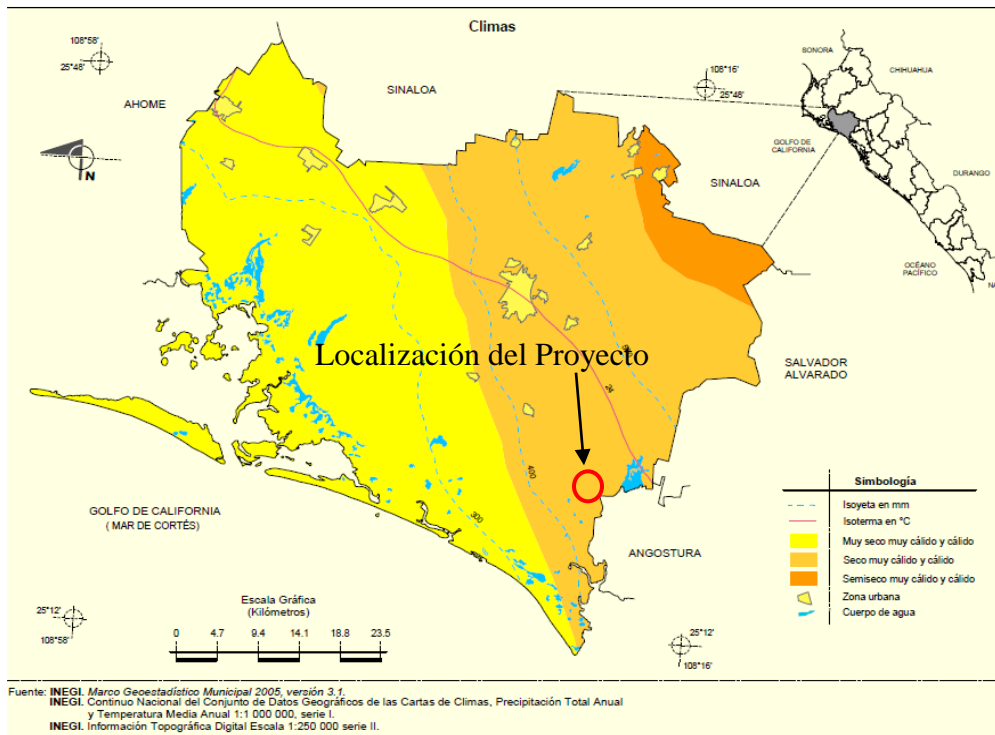 Climas
108°58'
25°48'
AHOME
SINALOA
108°16'
25°48'
SONORA
CHIHUAHUA
GOLFO DE
CALIFORNIA
DURANGO
OCÉANO
PACÍFICO
N
SINALOA
Localización del Proyecto
SALVADOR
ALVARADO
24
400
300
GOLFO DE CALIFORNIA
( MAR DE CORTÉS)
ANGOSTURA
Simbología
Isoyeta en mm
Isoterma en °C
Muy seco muy cálido y cálido
Seco muy cálido y cálido
Semiseco muy cálido y cálido
Zona urbana
Cuerpo de agua
25°12'
108°58'
Escala Gráfica
(Kilómetros)
0 4.7 9.4 14.1 18.8 23.5
25°12'
108°16'
Fuente: INEGI. Marco Geoestadístico Municipal 2005, versión 3.1.
INEGI. Continuo Nacional del Conjunto de Datos Geográficos de las Cartas de Climas, Precipitación Total Anual
y Temperatura Media Anual 1:1 000 000, serie I.
INEGI. Información Topográfica Digital Escala 1:250 000 serie II.